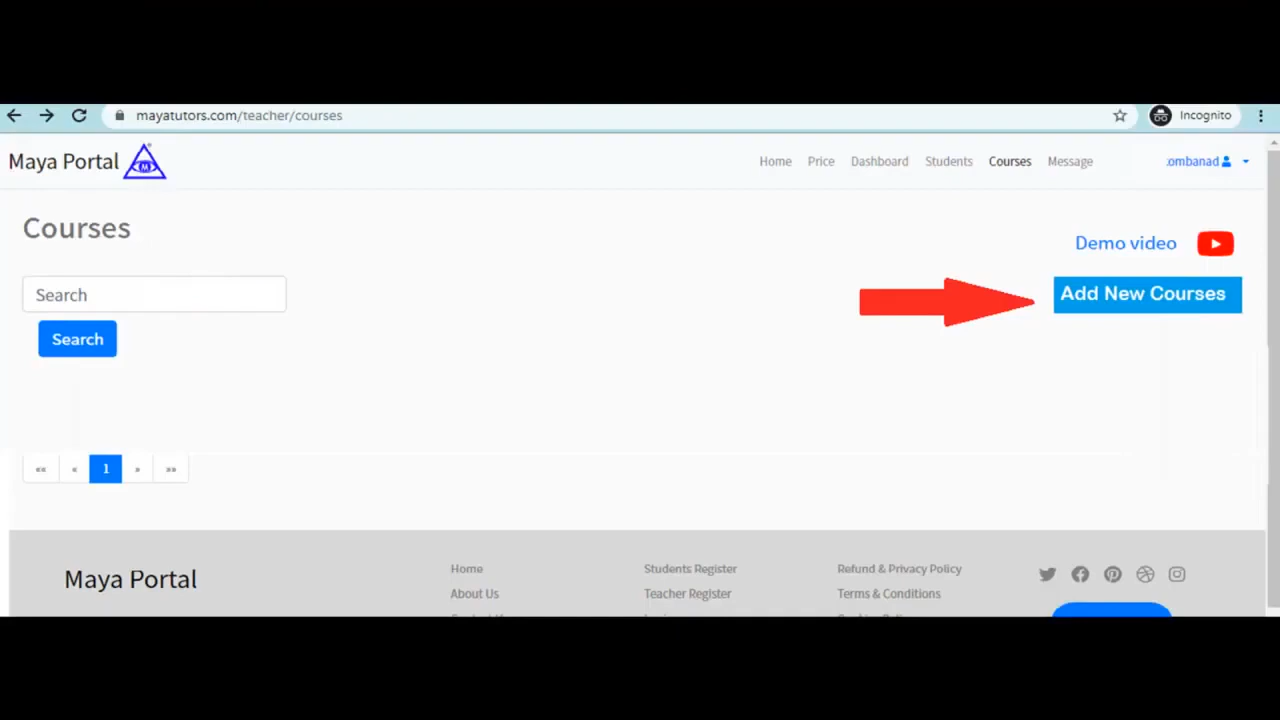 mayatutors.com/teacher/courses
Incognito
Maya Portal
M
Home Price Dashboard Students Courses Message
ombanad
Courses
Demo video
Search
Add New Courses
Search
«« « 1 » »»
Maya Portal
Home Students Register Refund & Privacy Policy
About Us Teacher Register Terms & Conditions